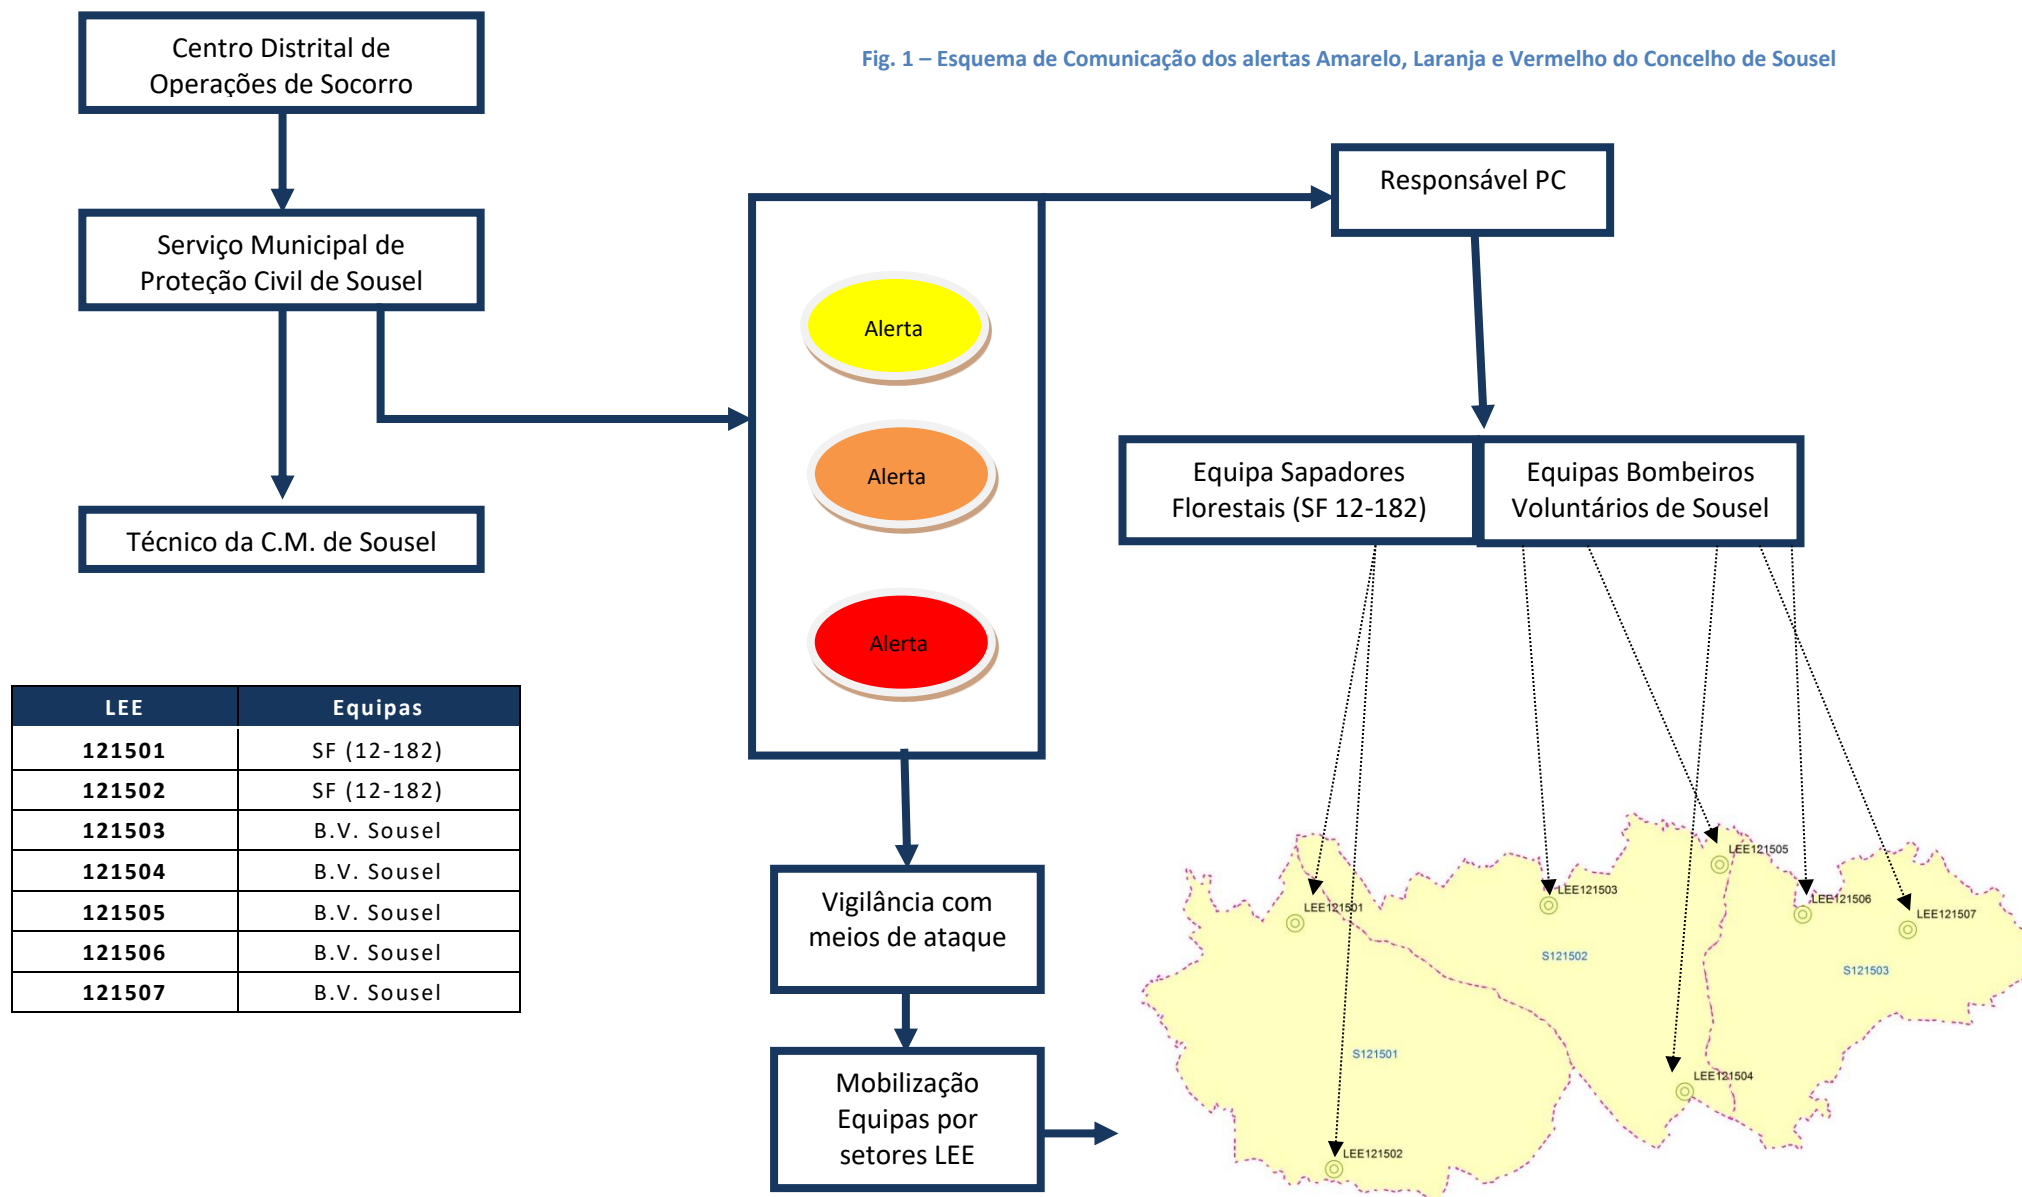 Centro Distrital de
Operações de Socorro
Fig. 1 – Esquema de Comunicação dos alertas Amarelo, Laranja e Vermelho do Concelho de Sousel
Responsável PC
Serviço Municipal de
Proteção Civil de Sousel
Alerta
Alerta
Alerta
Equipa Sapadores
Florestais (SF 12-182)
Equipas Bombeiros
Voluntários de Sousel
Técnico da C.M. de Sousel
LEE Equipas
121501 SF (12-182)
121502 SF (12-182)
121503 B.V. Sousel
121504 B.V. Sousel
121505 B.V. Sousel
121506 B.V. Sousel
121507 B.V. Sousel
Vigilância com
meios de ataque
Mobilização
Equipas por
setores LEE
LEE121505
LEE121503
LEE121501
LEE121506
LEE121507
S121502
S121503
S121501
LEE121504
LEE121502